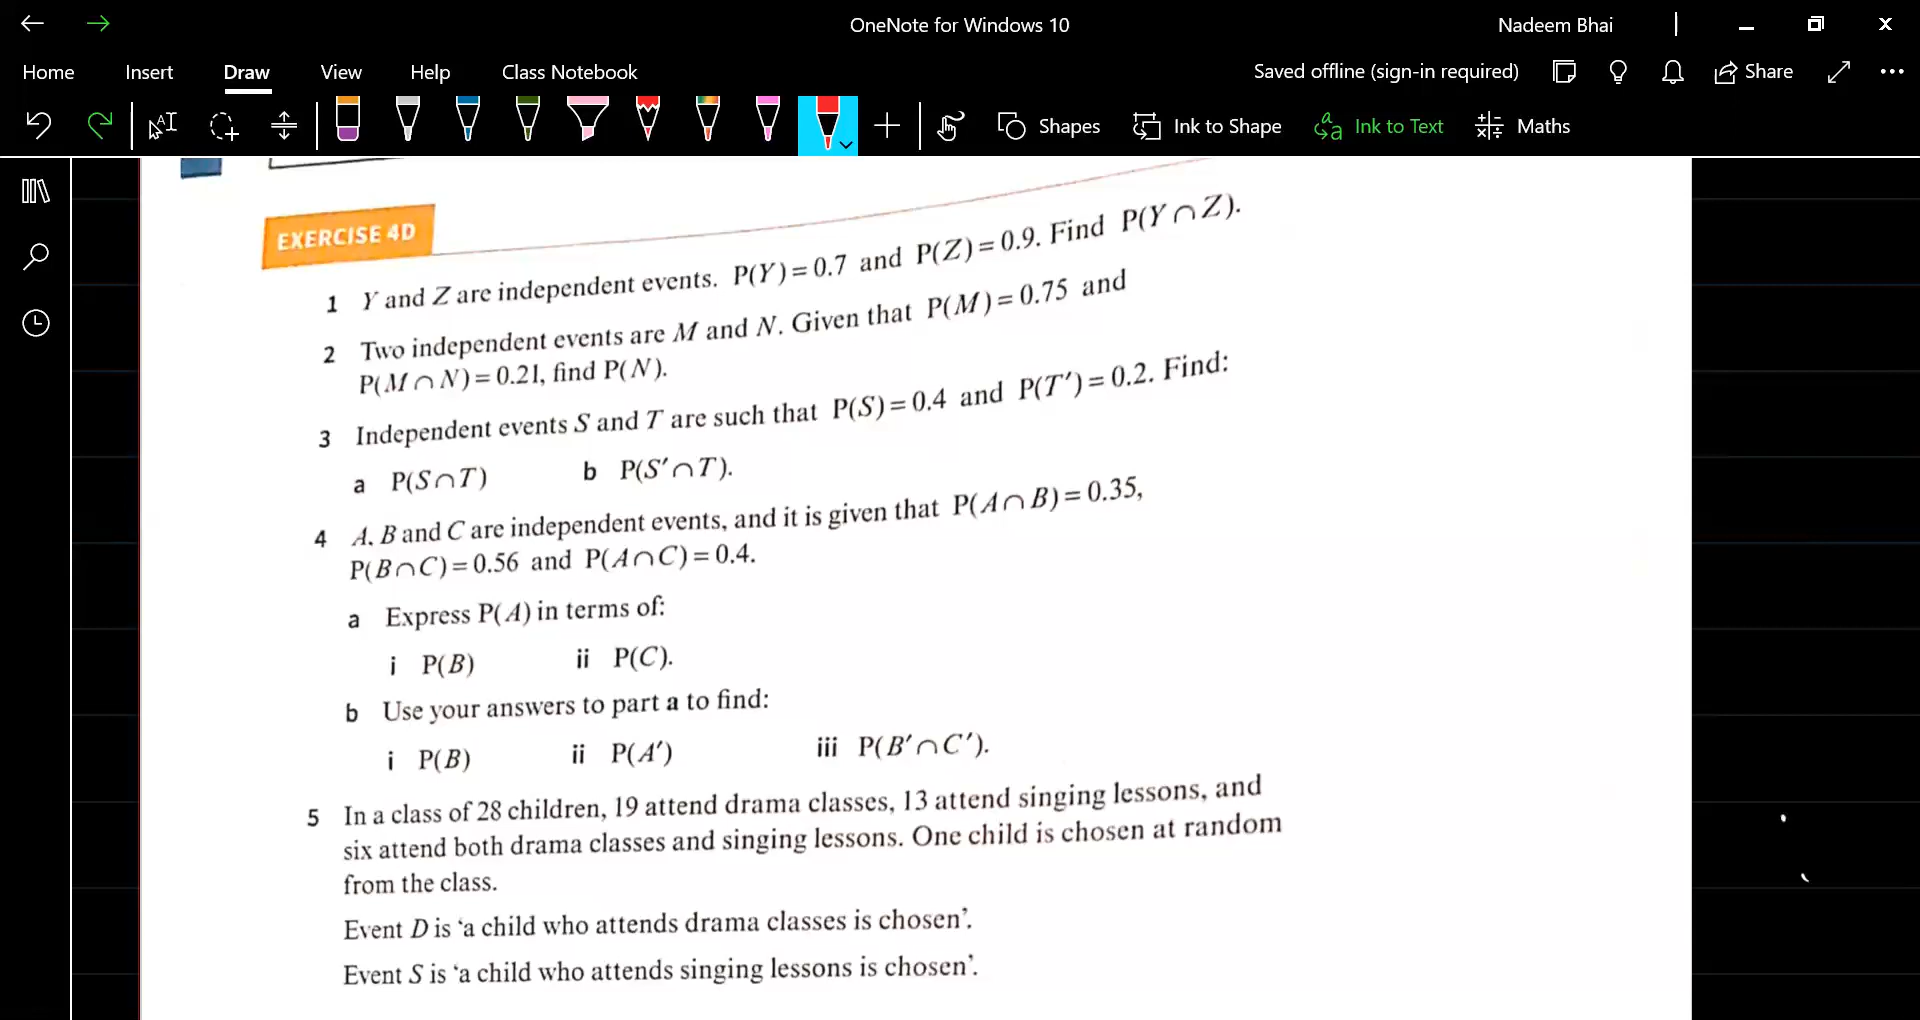 OneNote for Windows 10
Nadeem Bhai
Home Insert Draw View Help Class Notebook
Saved offline (sign-in required)
Share
Shapes
Ink to Shape
Ink to Text
Maths
EXERCISE 4D
1 Y and Z are independent events. P(Y) = 0.7 and P(Z) = 0.9. Find P(Y ∩ Z).
2 Two independent events are M and N. Given that P(M) = 0.75 and
P(M ∩ N) = 0.21, find P(N).
3 Independent events S and T are such that P(S) = 0.4 and P(T′) = 0.2. Find:
a P(S ∩ T) b P(S′ ∩ T).
4 A, B and C are independent events, and it is given that P(A ∩ B) = 0.35,
P(B ∩ C) = 0.56 and P(A ∩ C) = 0.4.
a Express P(A) in terms of:
i P(B) ii P(C).
b Use your answers to part a to find:
i P(B) ii P(A′) iii P(B′ ∩ C′).
5 In a class of 28 children, 19 attend drama classes, 13 attend singing lessons, and
six attend both drama classes and singing lessons. One child is chosen at random
from the class.
Event D is ‘a child who attends drama classes is chosen’.
Event S is ‘a child who attends singing lessons is chosen’.